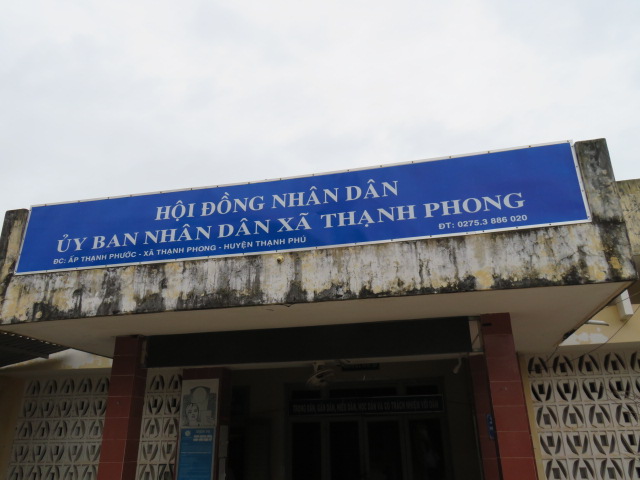 HỘI ĐỒNG NHÂN DÂN
ỦY BAN NHÂN DÂN XÃ THẠNH PHONG
ĐC: ẤP THẠNH PHƯỚC - XÃ THẠNH PHONG - HUYỆN THẠNH PHÚ
ĐT: 0275.3 886 020